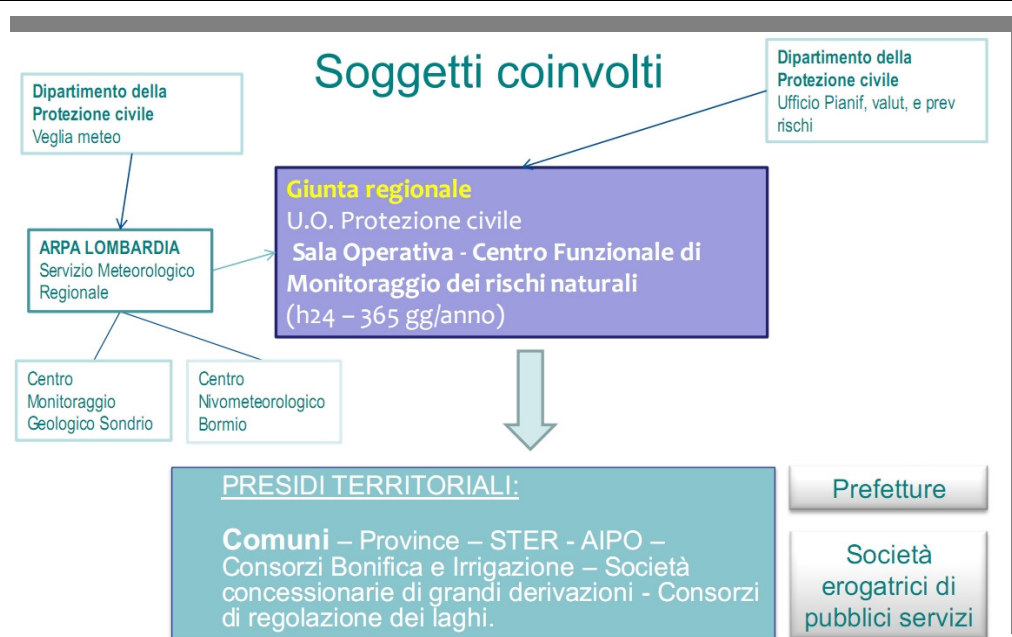 Soggetti coinvolti
Dipartimento della
Protezione civile
Veglia meteo
Dipartimento della
Protezione civile
Ufficio Pianif, valut, e prev
rischi
Giunta regionale
U.O. Protezione civile
Sala Operativa - Centro Funzionale di
Monitoraggio dei rischi naturali
(h24 – 365 gg/anno)
ARPA LOMBARDIA
Servizio Meteorologico
Regionale
Centro
Monitoraggio
Geologico Sondrio
Centro
Nivometeorologico
Bormio
PRESIDI TERRITORIALI:
Comuni – Province – STER - AIPO –
Consorzi Bonifica e Irrigazione – Società
concessionarie di grandi derivazioni - Consorzi
di regolazione dei laghi.
Prefetture
Società
erogatrici di
pubblici servizi